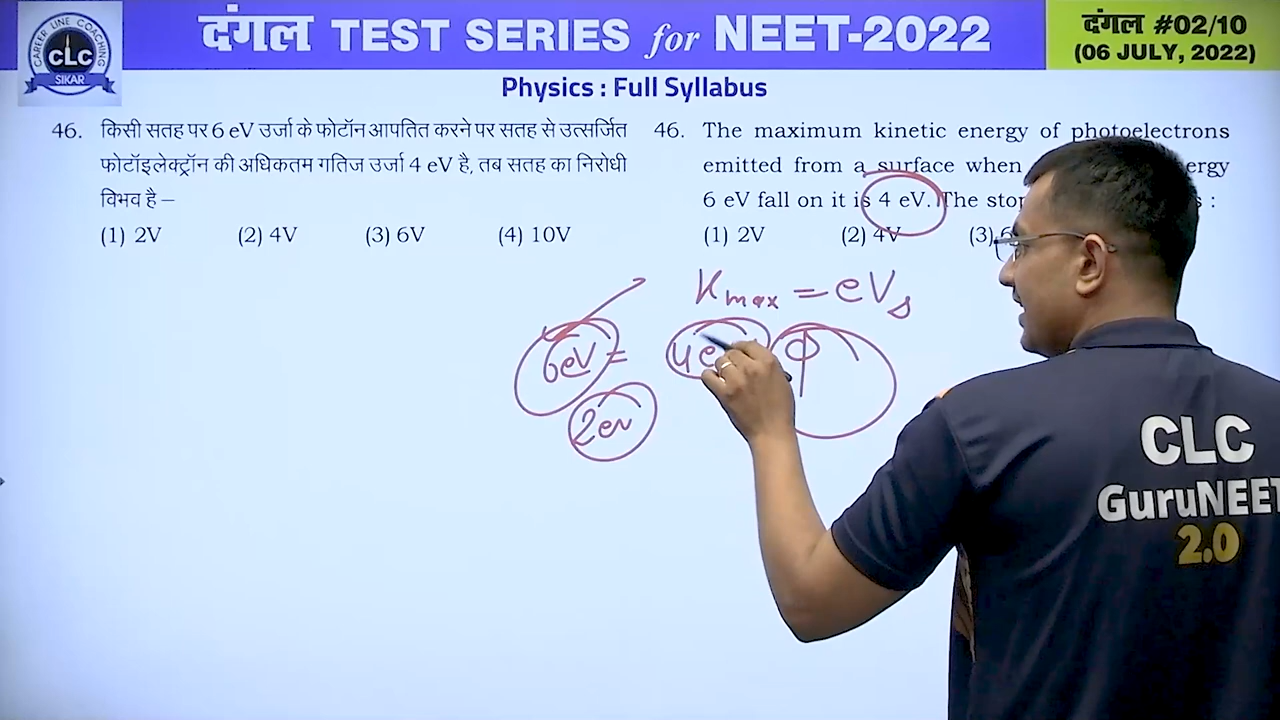 CAREER LINE COACHING
CLC
SIKAR
दंगल TEST SERIES for NEET-2022
दंगल #02/10
(06 JULY, 2022)
Physics : Full Syllabus
46. किसी सतह पर 6 eV उर्जा के फोटॉन आपतित करने पर सतह से उत्सर्जित
फोटॉइलेक्ट्रॉन की अधिकतम गतिज उर्जा 4 eV है, तब सतह का निरोधी
विभव है –
(1) 2V (2) 4V (3) 6V (4) 10V
46. The maximum kinetic energy of photoelectrons
emitted from a surface when
6 eV fall on it is 4 eV. The
(1) 2V (2) 4V (3)
Kmax = eVs
6eV = 4e φ
2ev
CLC
GuruNEET
2.0